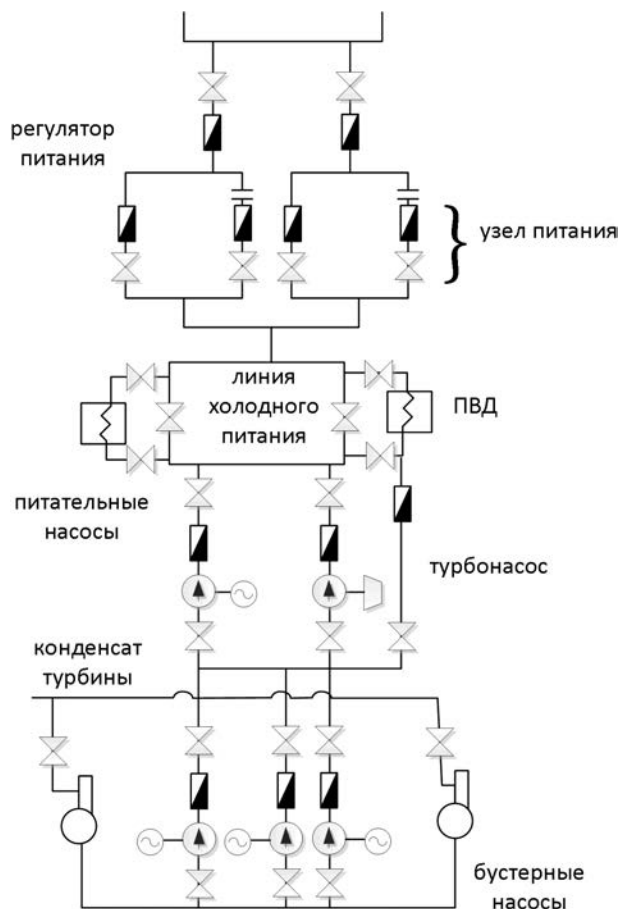 регулятор
питания
узел питания
линия
холодного
питания
ПВД
питательные
насосы
турбонасос
конденсат
турбины
бустерные
насосы